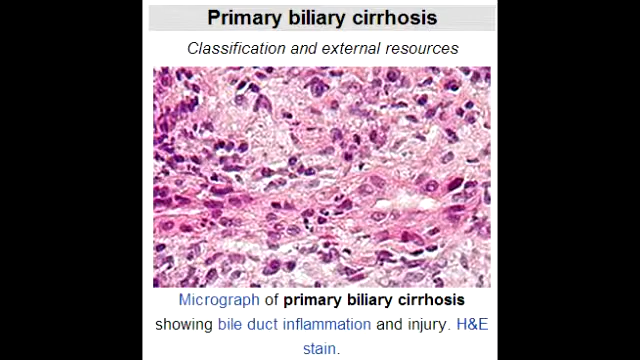 Primary biliary cirrhosis
Classification and external resources
Micrograph of primary biliary cirrhosis
showing bile duct inflammation and injury. H&E
stain.